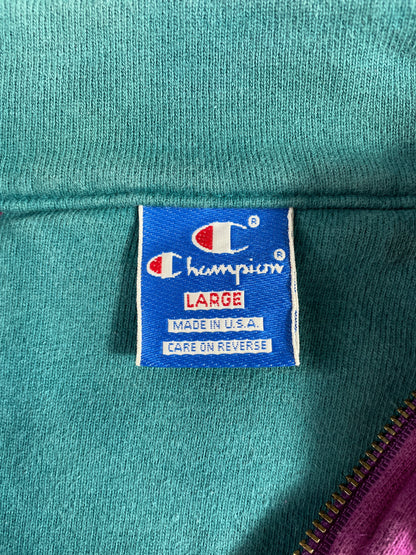 ®
Champion®
LARGE
MADE IN U.S.A.
CARE ON REVERSE